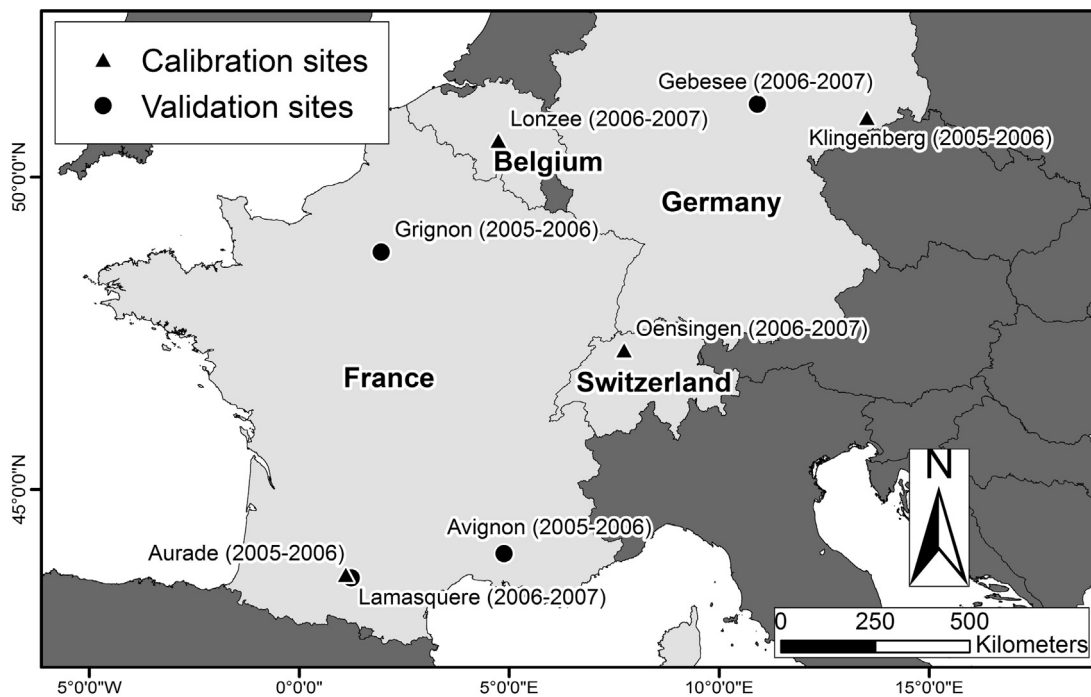 Calibration sites
Validation sites
Gebesee (2006-2007)
Lonzee (2006-2007)
Klingenberg (2005-2006)
Belgium
Germany
Grignon (2005-2006)
Oensingen (2006-2007)
France
Switzerland
Avignon (2005-2006)
Aurade (2005-2006)
Lamasquere (2006-2007)
N
0 250 500
Kilometers
50°0'0"N
45°0'0"N
5°0'0"W 0°0'0" 5°0'0"E 10°0'0"E 15°0'0"E